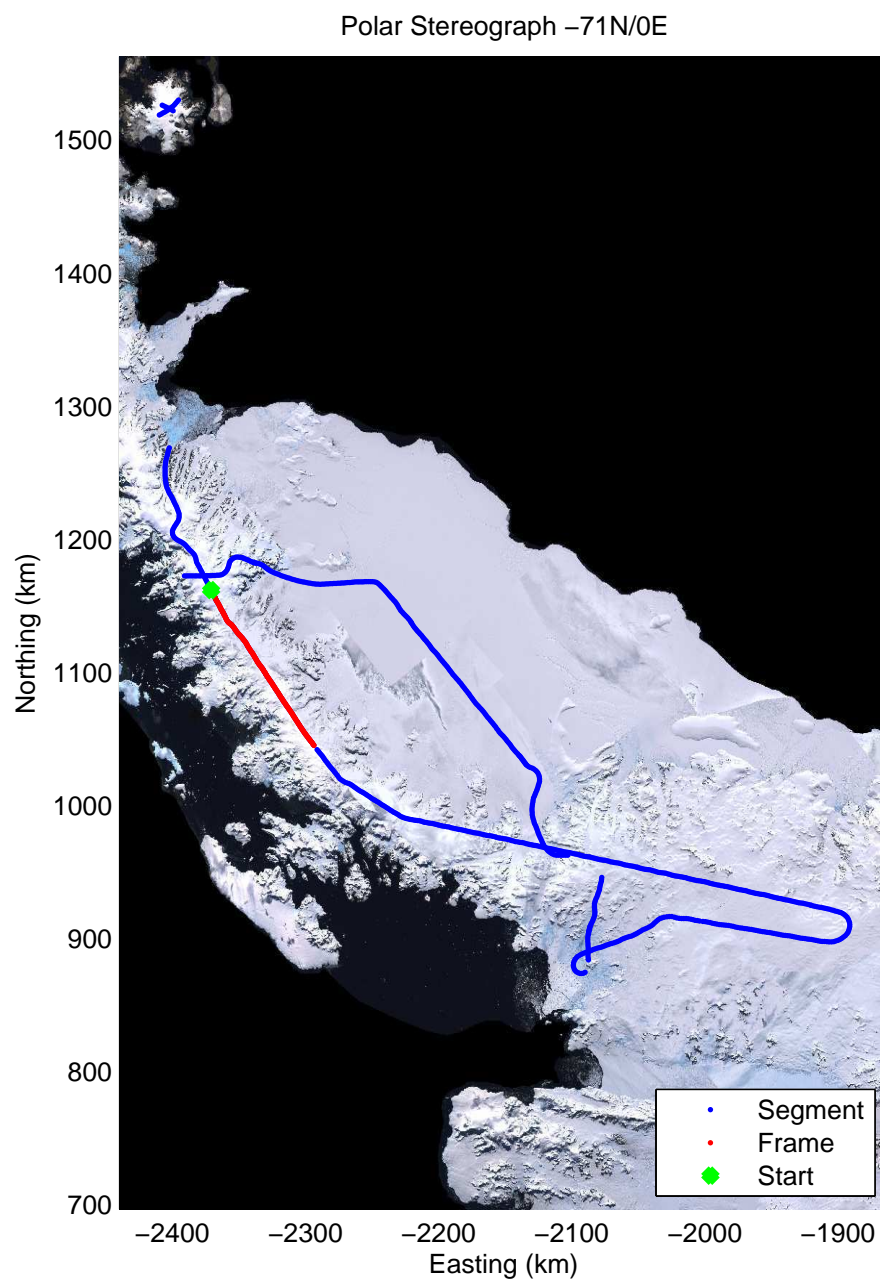 Polar Stereograph −71N/0E
1500
1400
1300
1200
1100
1000
900
800
700
Northing (km)
−2400 −2300 −2200 −2100 −2000 −1900
Easting (km)
Segment
Frame
Start